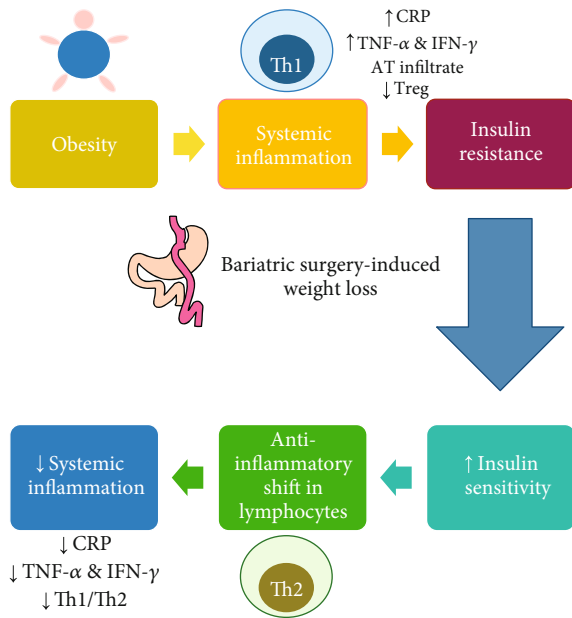 Th1
↑ CRP
↑ TNF-α & IFN-γ
AT infiltrate
↓ Treg
Obesity
Systemic
inflammation
Insulin
resistance
Bariatric surgery-induced
weight loss
↓ Systemic
inflammation
Anti-
inflammatory
shift in
lymphocytes
↑ Insulin
sensitivity
↓ CRP
↓ TNF-α & IFN-γ
↓ Th1/Th2
Th2